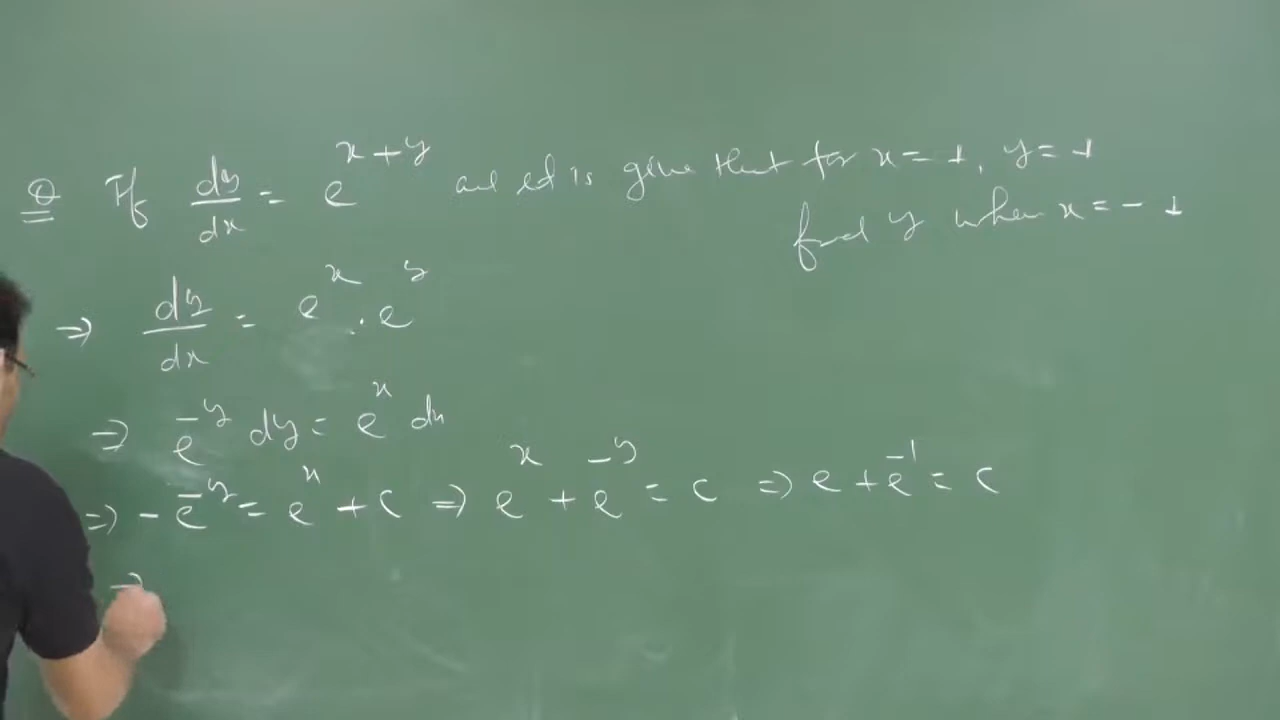 Q If dy/dx = e^(x+y) and it is given that for x = 1, y = 1
find y when x = - 1
⇒ dy/dx = e^x . e^y
⇒ e^-y dy = e^x dx
⇒ - e^-y = e^x + c ⇒ e^x + e^-y = c ⇒ e + e^-1 = c
⇒